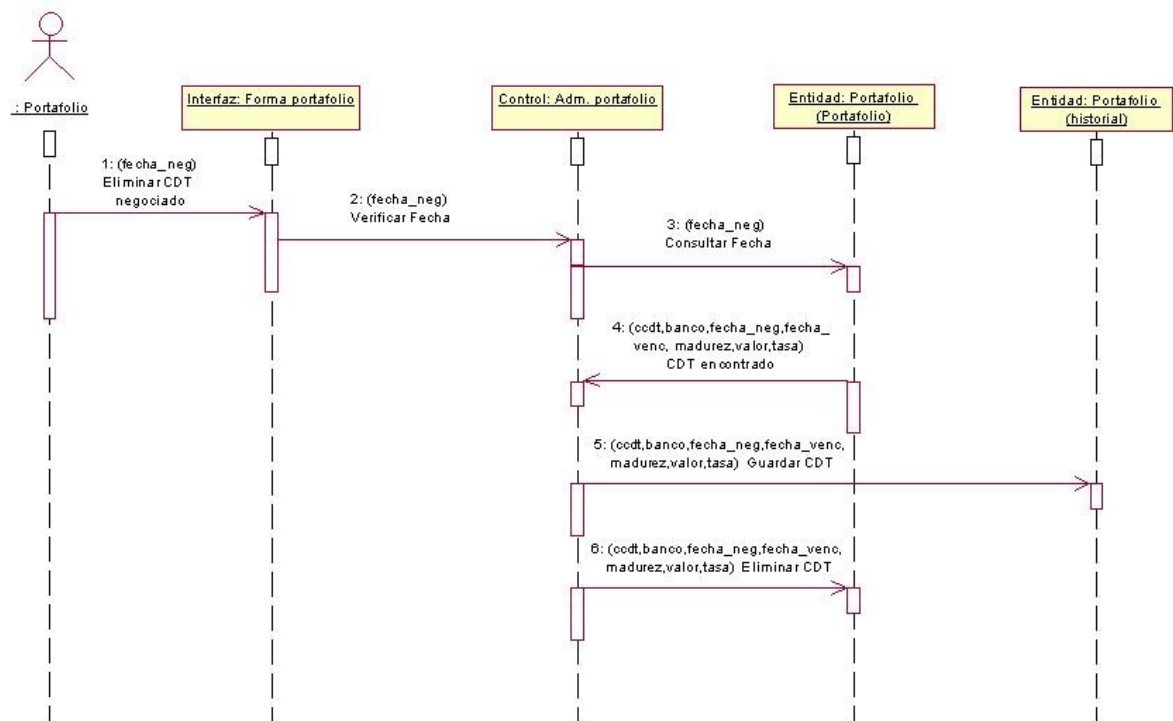 _: Portafolio
Interfaz: Forma portafolio
Control: Adm. portafolio
Entidad: Portafolio
(Portafolio)
Entidad: Portafolio
(historial)
1: (fecha_neg)
Eliminar CDT
negociado
2: (fecha_neg)
Verificar Fecha
3: (fecha_neg)
Consultar Fecha
4: (ccdt,banco,fecha_neg,fecha_
venc, madurez,valor,tasa)
CDT encontrado
5: (ccdt,banco,fecha_neg,fecha_venc,
madurez,valor,tasa) Guardar CDT
6: (ccdt,banco,fecha_neg,fecha_venc,
madurez,valor,tasa) Eliminar CDT